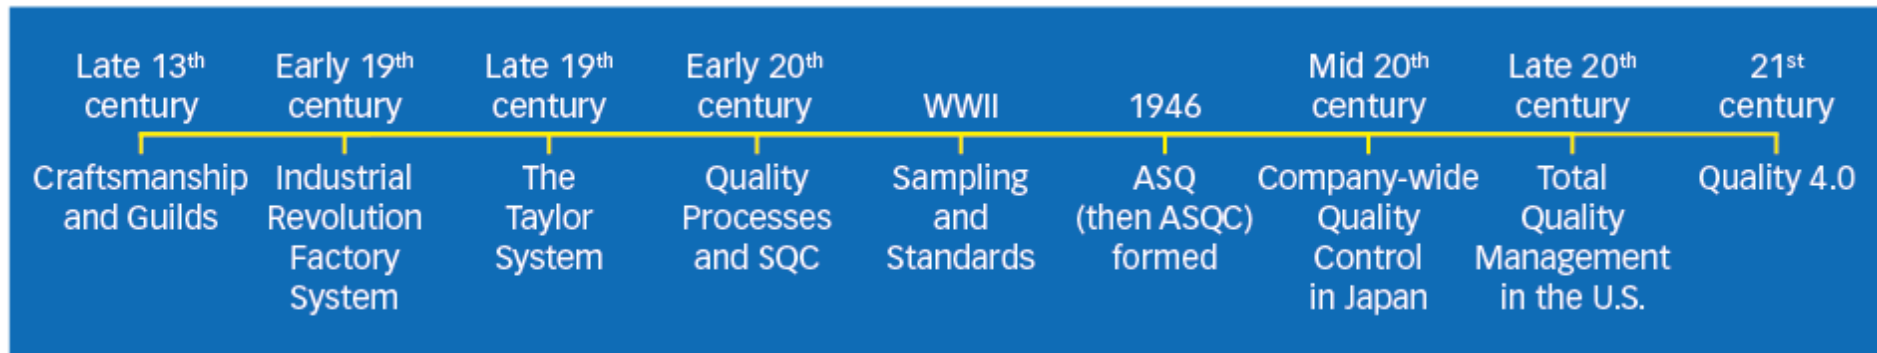 Late 13th
century
Craftsmanship
and Guilds
Early 19th
century
Industrial
Revolution
Factory
System
Late 19th
century
The
Taylor
System
Early 20th
century
Quality
Processes
and SQC
WWII
Sampling
and
Standards
1946
ASQ
(then ASQC)
formed
Mid 20th
century
Company-wide
Quality
Control
in Japan
Late 20th
century
Total
Quality
Management
in the U.S.
21st
century
Quality 4.0